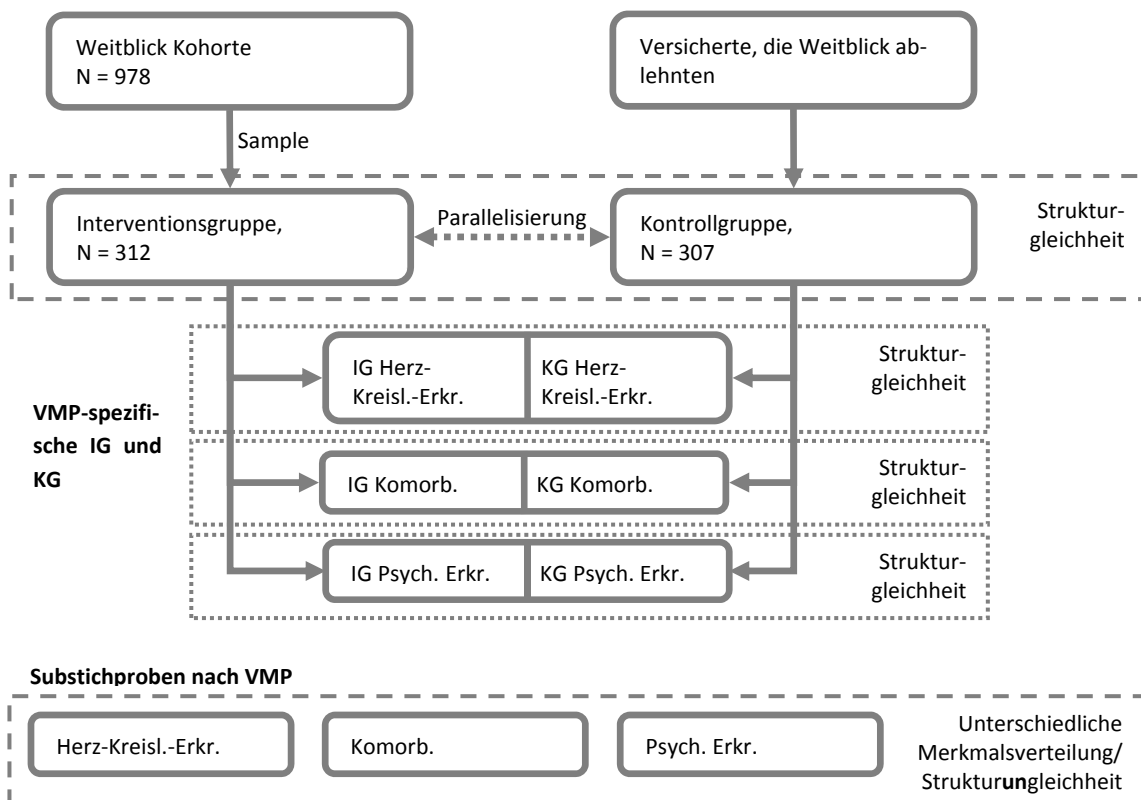 Weitblick Kohorte
N = 978
Versicherte, die Weitblick ab-
lehnten
Sample
Interventionsgruppe,
N = 312
Parallelisierung
Kontrollgruppe,
N = 307
Struktur-
gleichheit
VMP-spezifi-
sche IG und
KG
IG Herz-
Kreisl.-Erkr.
KG Herz-
Kreisl.-Erkr.
Struktur-
gleichheit
IG Komorb.
KG Komorb.
Struktur-
gleichheit
IG Psych. Erkr.
KG Psych. Erkr.
Struktur-
gleichheit
Substichproben nach VMP
Herz-Kreisl.-Erkr.
Komorb.
Psych. Erkr.
Unterschiedliche
Merkmalsverteilung/
Strukturungleichheit